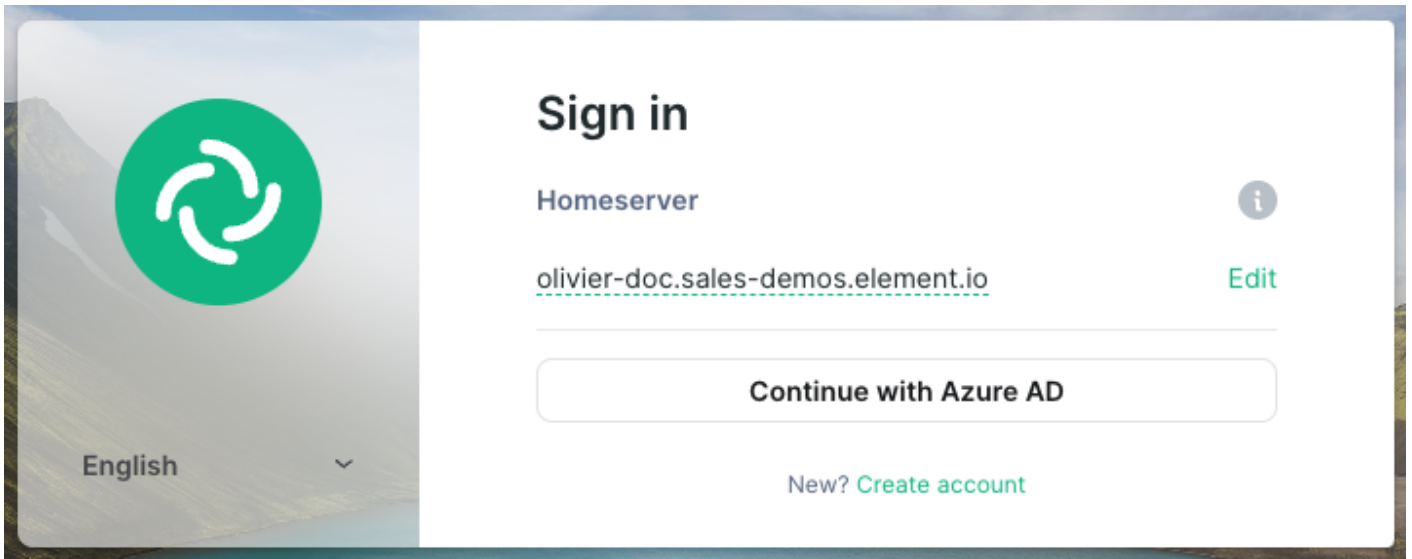 Sign in
Homeserver
olivier-doc.sales-demos.element.io
Edit
Continue with Azure AD
English
New? Create account